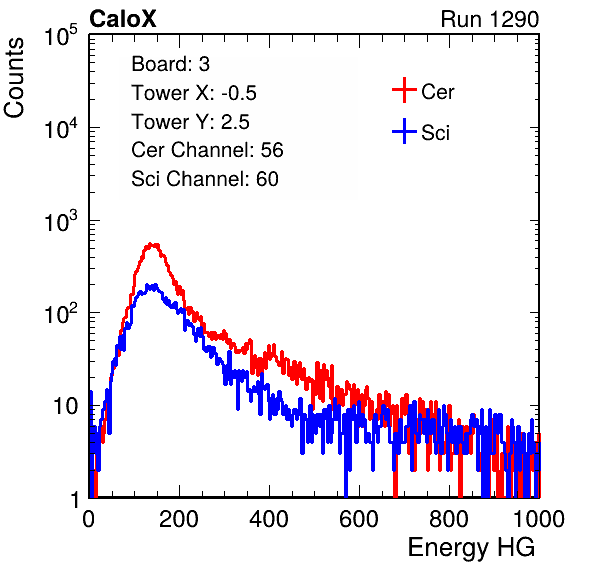 CaloX Run 1290
10^5
Counts
Board: 3
Tower X: -0.5
Tower Y: 2.5
Cer Channel: 56
Sci Channel: 60
Cer
Sci
10^4
10^3
10^2
10
1
0 200 400 600 800 1000
Energy HG